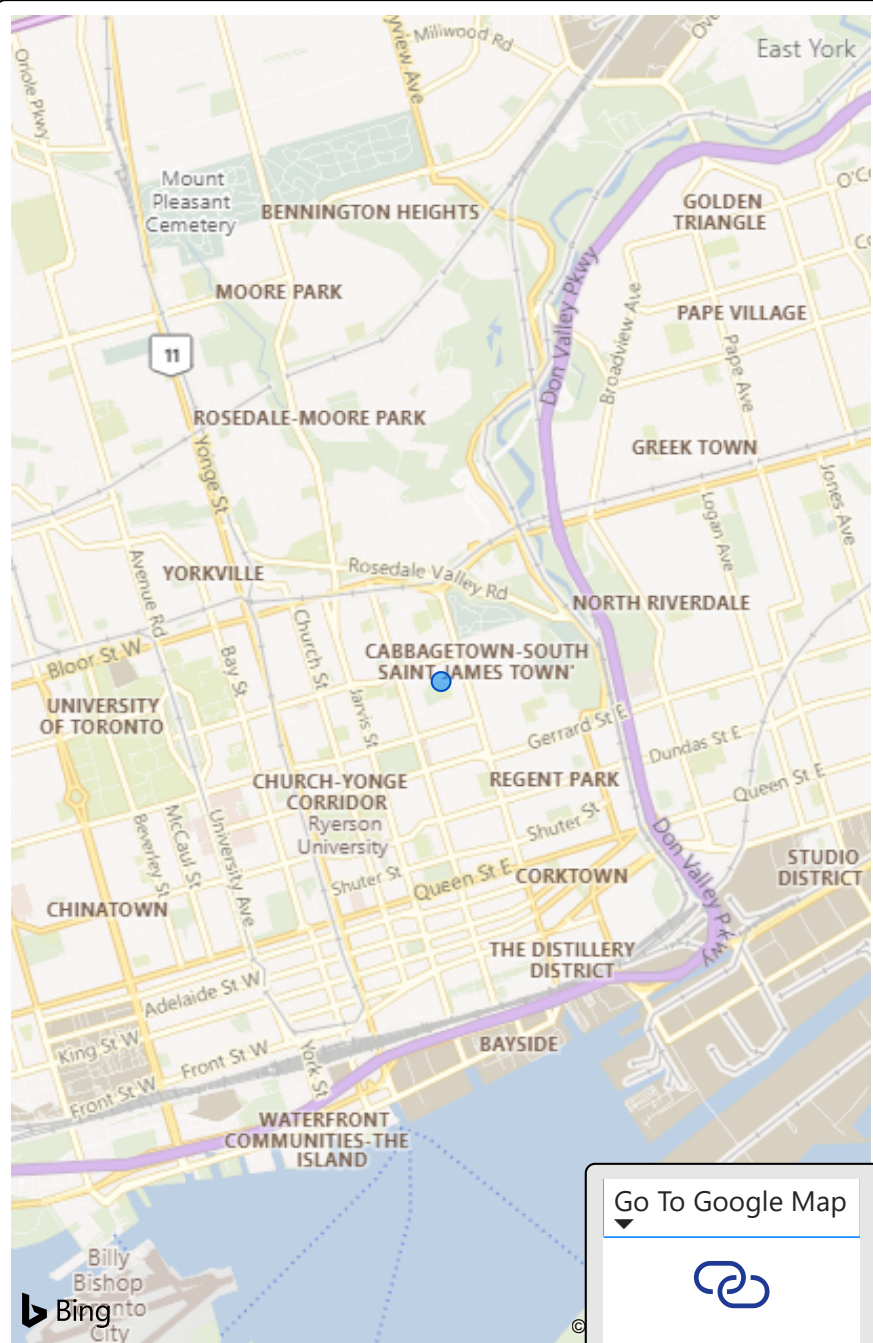 Oriole Pkwy
Millwood Rd
East York
Mount
Pleasant
Cemetery
BENNINGTON HEIGHTS
GOLDEN
TRIANGLE
MOORE PARK
PAPE VILLAGE
Don Valley Pkwy
Broadview Ave
Pape Ave
11
ROSEDALE-MOORE PARK
GREEK TOWN
Yonge St
Logan Ave
Jones Ave
YORKVILLE
Avenue Rd
Rosedale Valley Rd
NORTH RIVERDALE
Church St
Bloor St W
Bay St
CABBAGETOWN-SOUTH
SAINT JAMES TOWN
UNIVERSITY
OF TORONTO
Jarvis St
Gerrard St E
Dundas St E
CHURCH-YONGE
CORRIDOR
REGENT PARK
Queen St E
Ryerson
University
Beverley St
McCaul St
University Ave
Shuter St
Shuter St
Don Valley Pkwy
Queen St E
CORKTOWN
STUDIO
DISTRICT
CHINATOWN
THE DISTILLERY
DISTRICT
Adelaide St W
King St W
Front St W
York St
BAYSIDE
Front St W
WATERFRONT
COMMUNITIES-THE
ISLAND
Go To Google Map
Billy
Bishop
Toronto
City
Bing
©